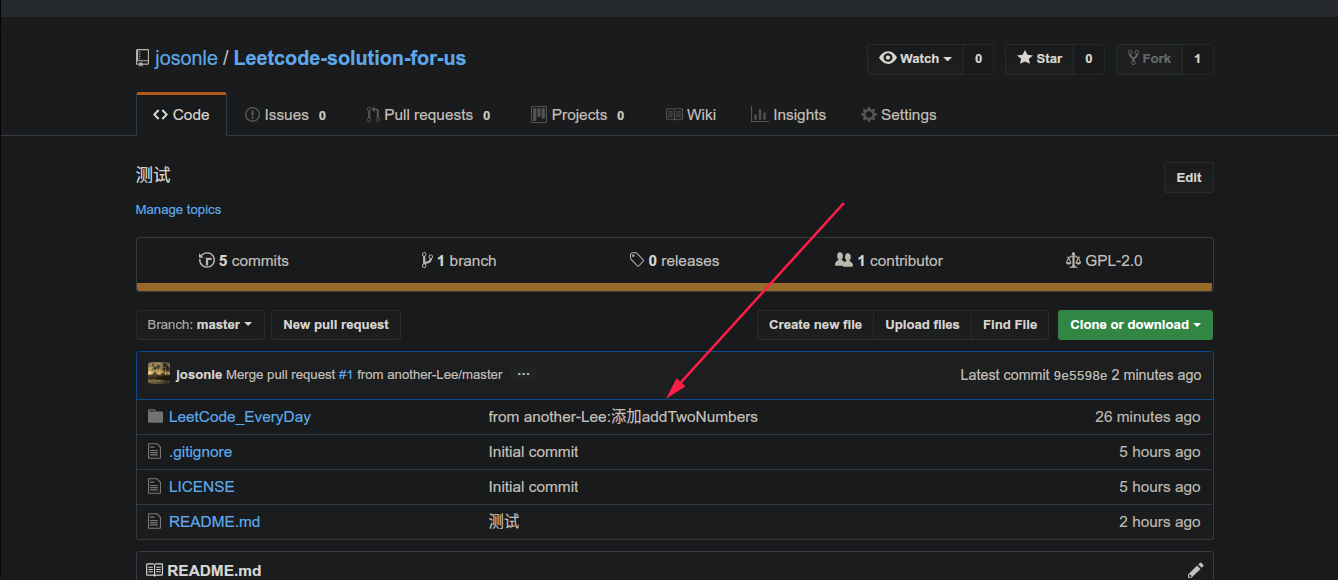 josonle / Leetcode-solution-for-us
Watch 0 Star 0 Fork 1
Code Issues 0 Pull requests 0 Projects 0 Wiki Insights Settings
测试 Edit
Manage topics
5 commits 1 branch 0 releases 1 contributor GPL-2.0
Branch: master New pull request Create new file Upload files Find File Clone or download
josonle Merge pull request #1 from another-Lee/master ... Latest commit 9e5598e 2 minutes ago
LeetCode_EveryDay from another-Lee:添加addTwoNumbers 26 minutes ago
.gitignore Initial commit 5 hours ago
LICENSE Initial commit 5 hours ago
README.md 测试 2 hours ago
README.md